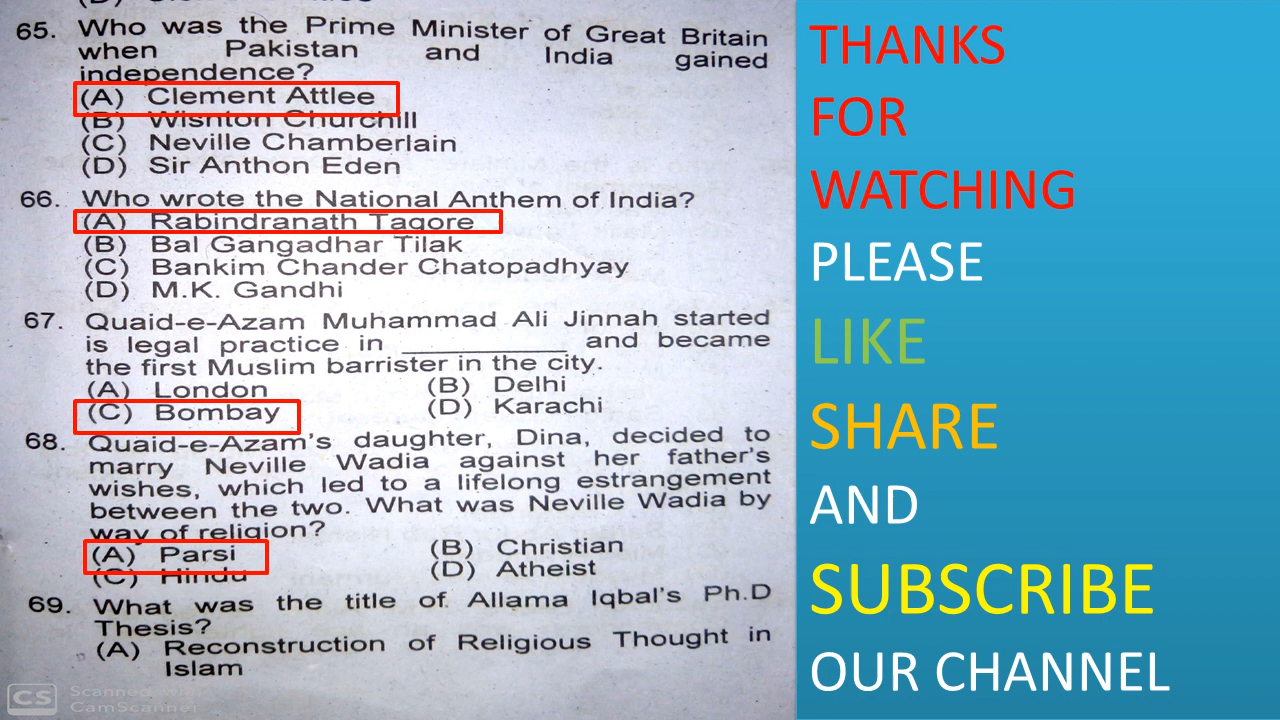 65. Who was the Prime Minister of Great Britain
when Pakistan and India gained
independence?
(A) Clement Attlee
(B) Wisnton Churchill
(C) Neville Chamberlain
(D) Sir Anthon Eden
66. Who wrote the National Anthem of India?
(A) Rabindranath Tagore
(B) Bal Gangadhar Tilak
(C) Bankim Chander Chatopadhyay
(D) M.K. Gandhi
67. Quaid-e-Azam Muhammad Ali Jinnah started
is legal practice in ____________ and became
the first Muslim barrister in the city.
(A) London (B) Delhi
(C) Bombay (D) Karachi
68. Quaid-e-Azam's daughter, Dina, decided to
marry Neville Wadia against her father's
wishes, which led to a lifelong estrangement
between the two. What was Neville Wadia by
way of religion?
(A) Parsi (B) Christian
(C) Hindu (D) Atheist
69. What was the title of Allama Iqbal's Ph.D
Thesis?
(A) Reconstruction of Religious Thought in
Islam
CS Scanned with
CamScanner
THANKS
FOR
WATCHING
PLEASE
LIKE
SHARE
AND
SUBSCRIBE
OUR CHANNEL